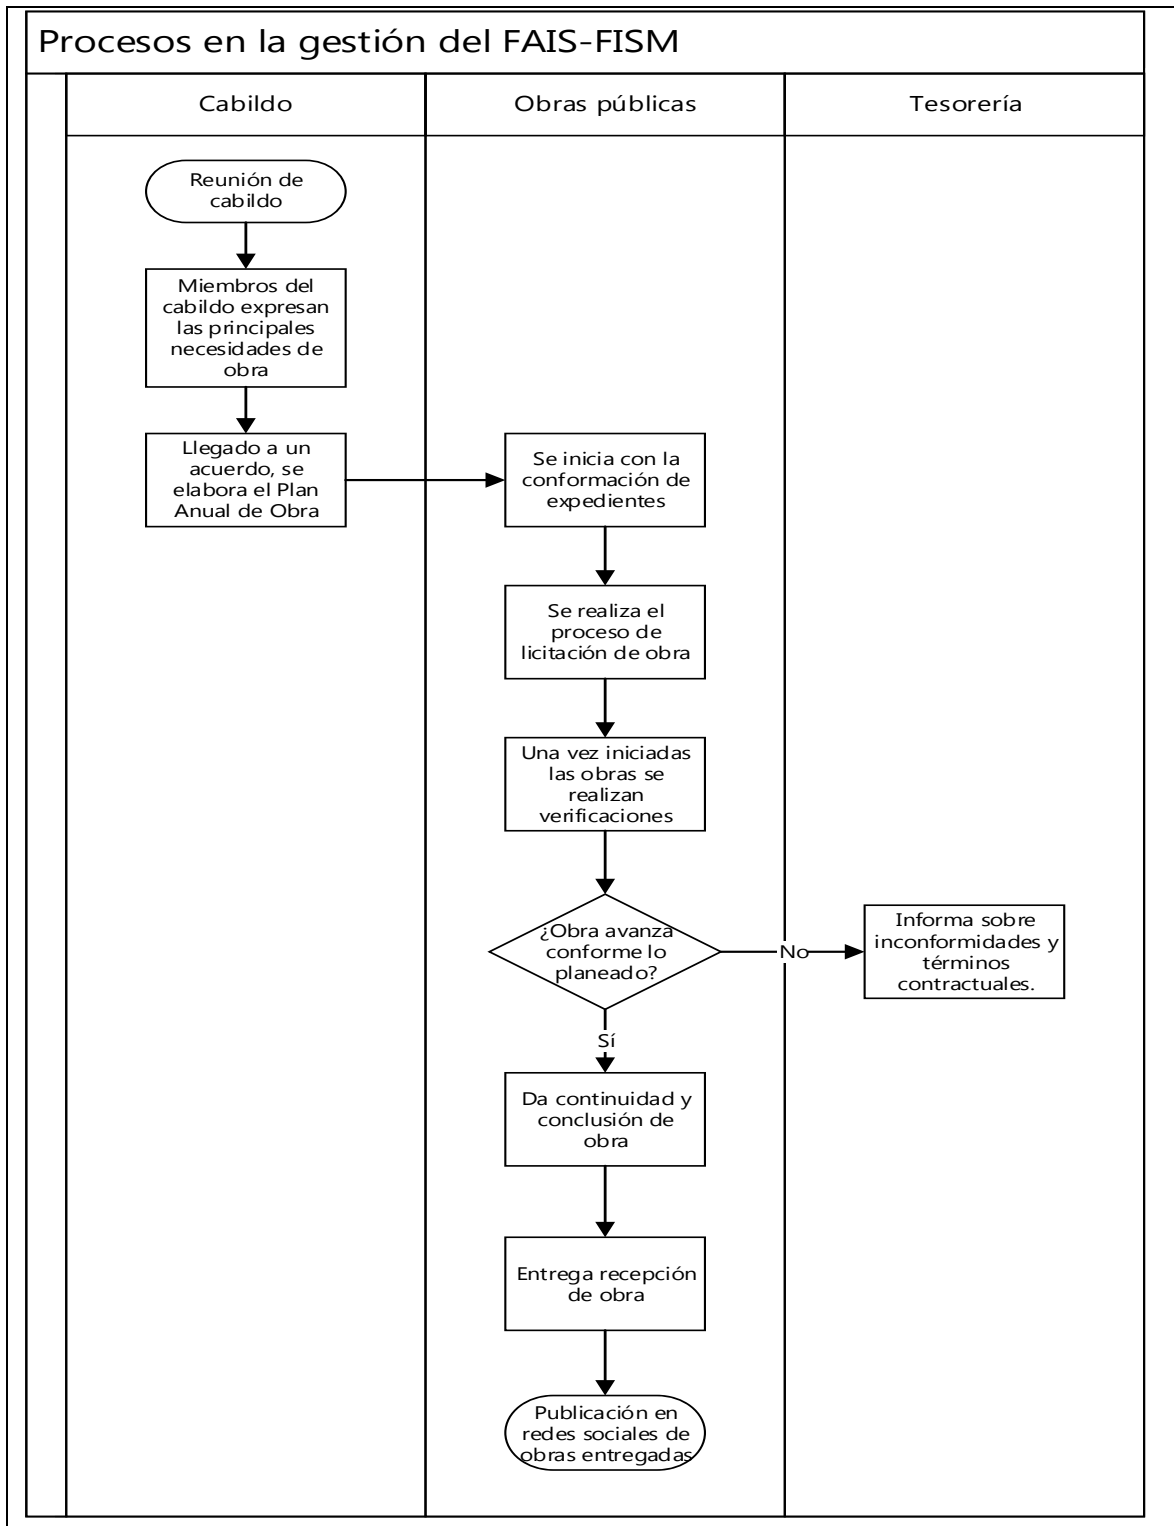 Procesos en la gestión del FAIS-FISM
Cabildo
Obras públicas
Tesorería
Reunión de
cabildo
Miembros del
cabildo expresan
las principales
necesidades de
obra
Llegado a un
acuerdo, se
elabora el Plan
Anual de Obra
Se inicia con la
conformación de
expedientes
Se realiza el
proceso de
licitación de obra
Una vez iniciadas
las obras se
realizan
verificaciones
¿Obra avanza
conforme lo
planeado?
No
Informa sobre
inconformidades y
términos
contractuales.
Sí
Da continuidad y
conclusión de
obra
Entrega recepción
de obra
Publicación en
redes sociales de
obras entregadas